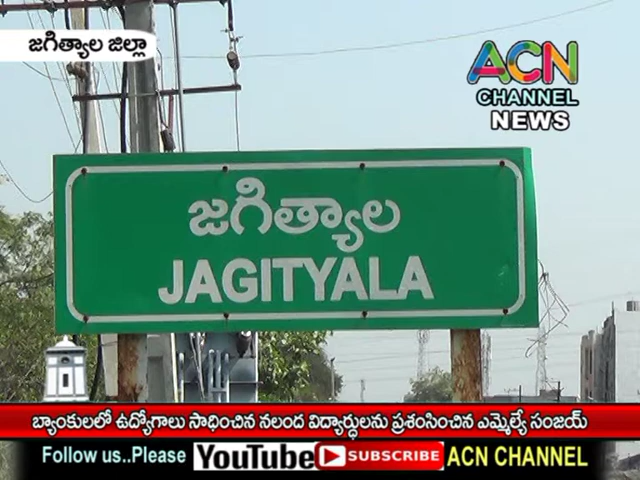 జగిత్యాల జిల్లా
ACN
CHANNEL
NEWS
జగిత్యాల
JAGITYALA
బ్యాంకులలో ఉద్యోగాలు సాధించిన నలంద విద్యార్థులను ప్రశంసించిన ఎమ్మెల్యే సంజయ్
Follow us..Please YouTube SUBSCRIBE ACN CHANNEL